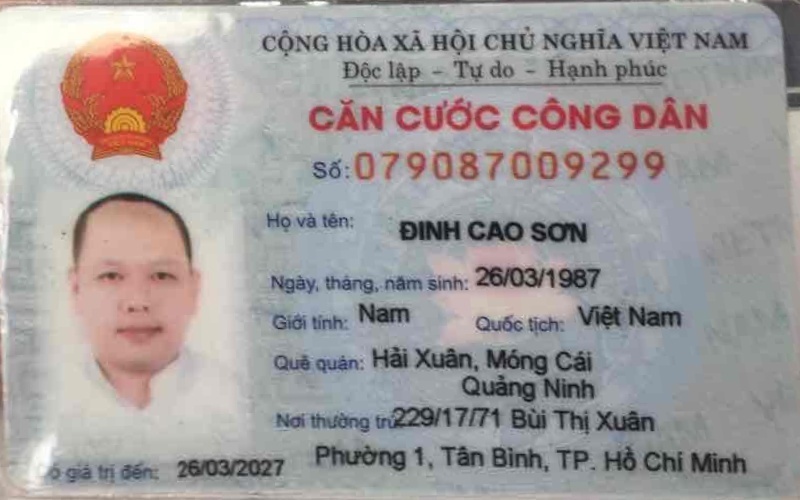 CỘNG HÒA XÃ HỘI CHỦ NGHĨA VIỆT NAM
Độc lập - Tự do - Hạnh phúc
CĂN CƯỚC CÔNG DÂN
Số: 079087009299
Họ và tên: ĐINH CAO SƠN
Ngày, tháng, năm sinh: 26/03/1987
Giới tính: Nam Quốc tịch: Việt Nam
Quê quán: Hải Xuân, Móng Cái
Quảng Ninh
Nơi thường trú 229/17/71 Bùi Thị Xuân
Phường 1, Tân Bình, TP. Hồ Chí Minh
Có giá trị đến: 26/03/2027